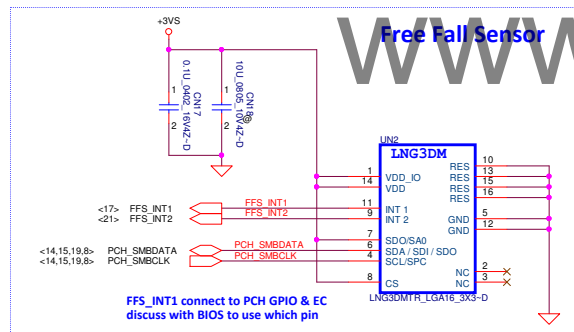 Free Fall Sensor
WWW
+3VS
1
2
0.1U_0402_16V4Z~D
CN17
1
2
10U_0805_10V4Z~D
CN18
@
UN2
LNG3DM
1 VDD_IO
14 VDD
11 INT 1
9 INT 2
7 SDO/SA0
6 SDA / SDI / SDO
4 SCL/SPC
8 CS
RES 10
RES 13
RES 15
RES 16
GND 5
GND 12
NC 2
NC 3
LNG3DMTR_LGA16_3X3~D
<17> FFS_INT1 FFS_INT1
<21> FFS_INT2 FFS_INT2
<14,15,19,8> PCH_SMBDATA PCH_SMBDATA
<14,15,19,8> PCH_SMBCLK PCH_SMBCLK
FFS_INT1 connect to PCH GPIO & EC
discuss with BIOS to use which pin